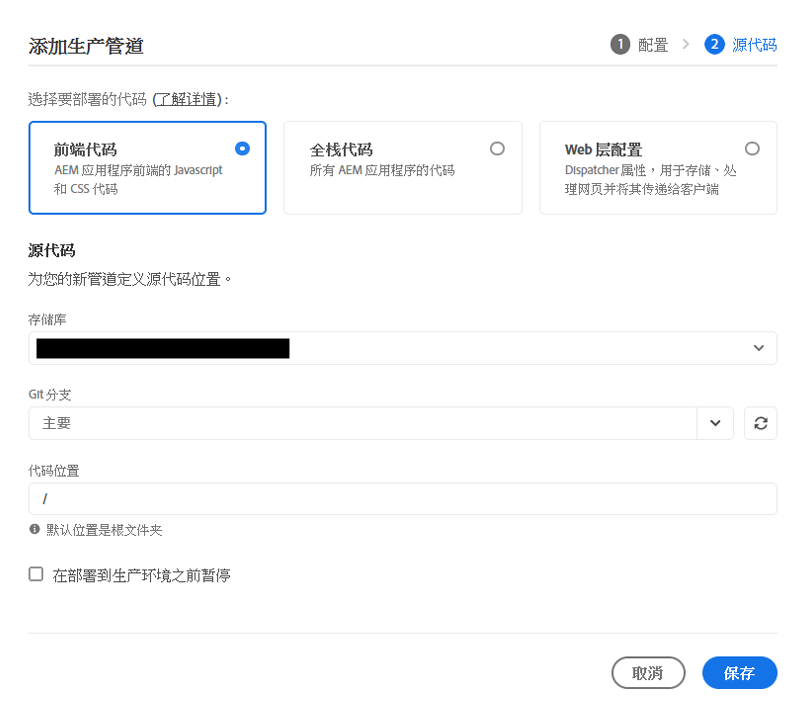 添加生产管道
1 配置 > 2 源代码
选择要部署的代码 (了解详情) :
前端代码
AEM 应用程序前端的 Javascript
和 CSS 代码
全栈代码
所有 AEM 应用程序的代码
Web 层配置
Dispatcher 属性，用于存储、处
理网页并将其传递给客户端
源代码
为您的新管道定义源代码位置。
存储库
Git 分支
主要
代码位置
/
默认位置是根文件夹
在部署到生产环境之前暂停
取消
保存